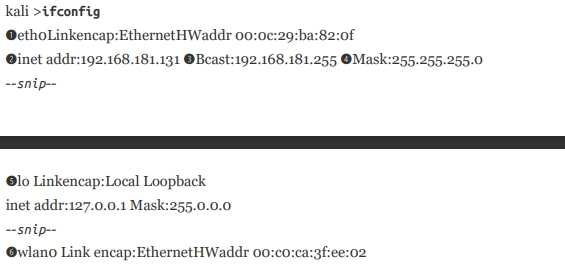 kali >ifconfig
❶eth0Linkencap:EthernetHWaddr 00:0c:29:ba:82:0f
❷inet addr:192.168.181.131 ❸Bcast:192.168.181.255 ❹Mask:255.255.255.0
--snip--
❺lo Linkencap:Local Loopback
inet addr:127.0.0.1 Mask:255.0.0.0
--snip--
❻wlan0 Link encap:EthernetHWaddr 00:c0:ca:3f:ee:02